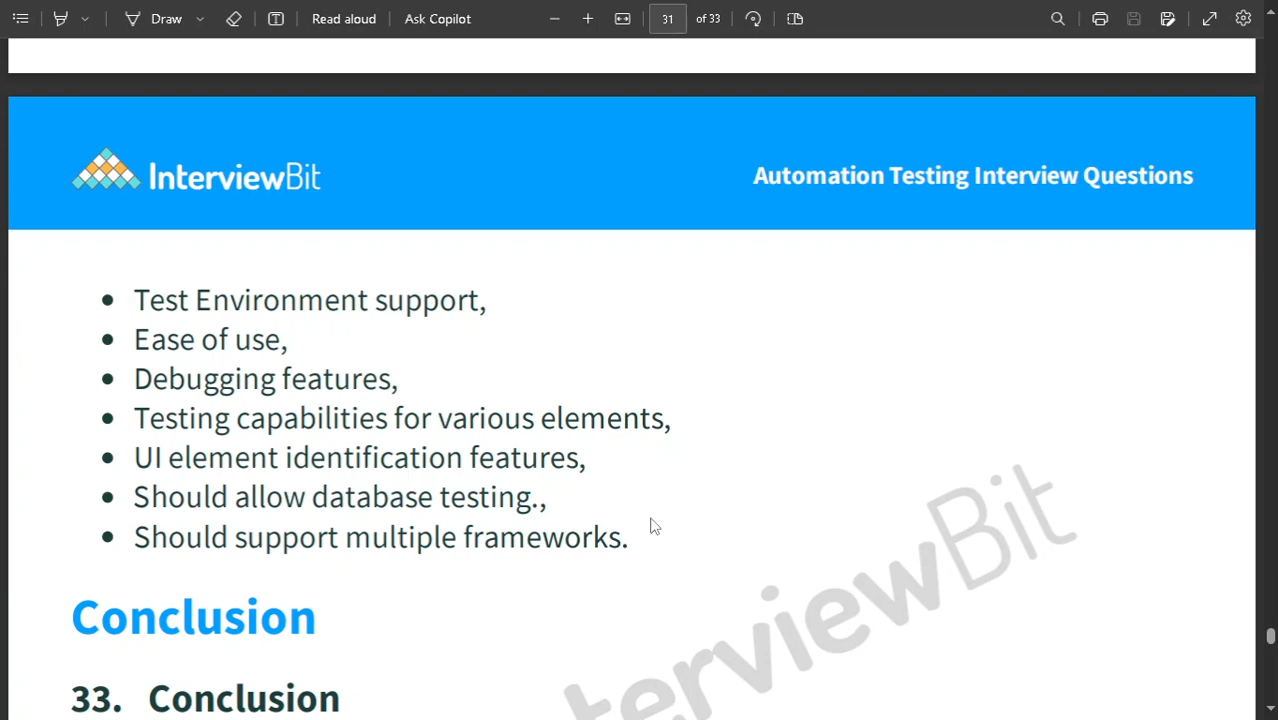 Draw
Read aloud
Ask Copilot
31 of 33
InterviewBit
Automation Testing Interview Questions
• Test Environment support,
• Ease of use,
• Debugging features,
• Testing capabilities for various elements,
• UI element identification features,
• Should allow database testing.,
• Should support multiple frameworks.
Conclusion
33. Conclusion
terviewBit